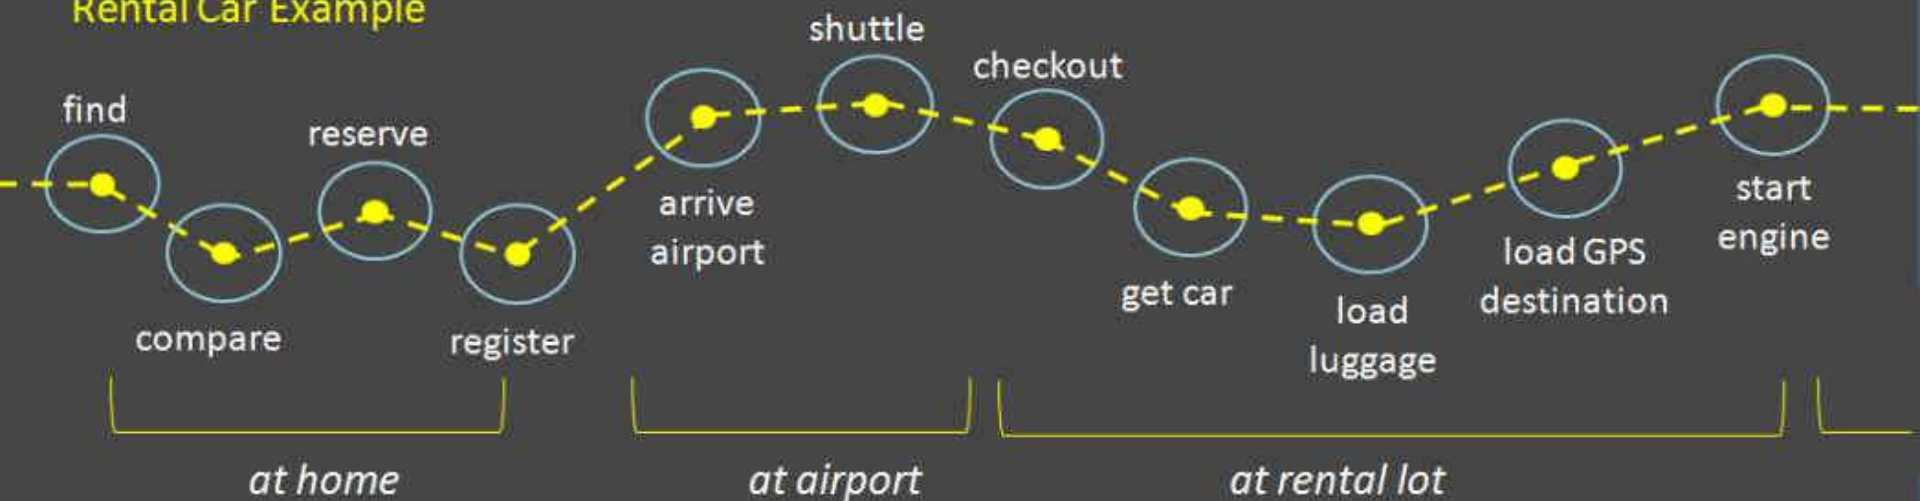 Rental Car Example
find
compare
reserve
register
arrive
airport
shuttle
checkout
get car
load
luggage
load GPS
destination
start
engine
at home
at airport
at rental lot